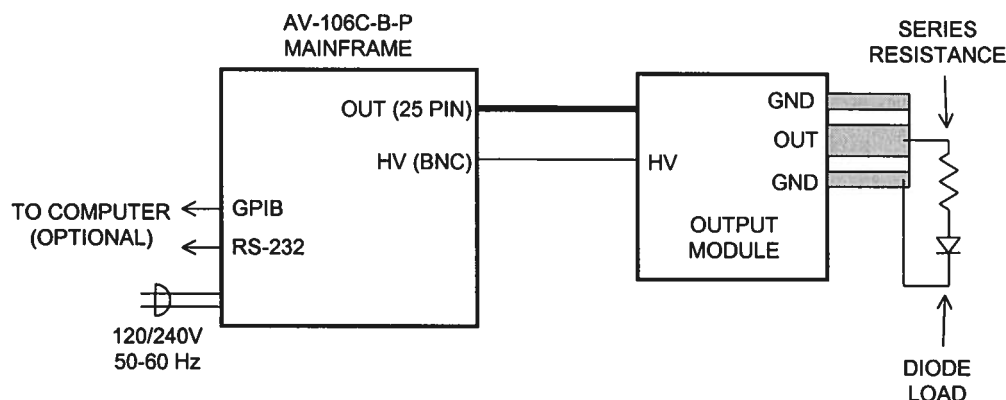 AV-106C-B-P
MAINFRAME
SERIES
RESISTANCE
OUT (25 PIN)
HV (BNC)
GND
OUT
GND
HV
OUTPUT
MODULE
TO COMPUTER
(OPTIONAL)
GPIB
RS-232
120/240V
50-60 Hz
DIODE
LOAD